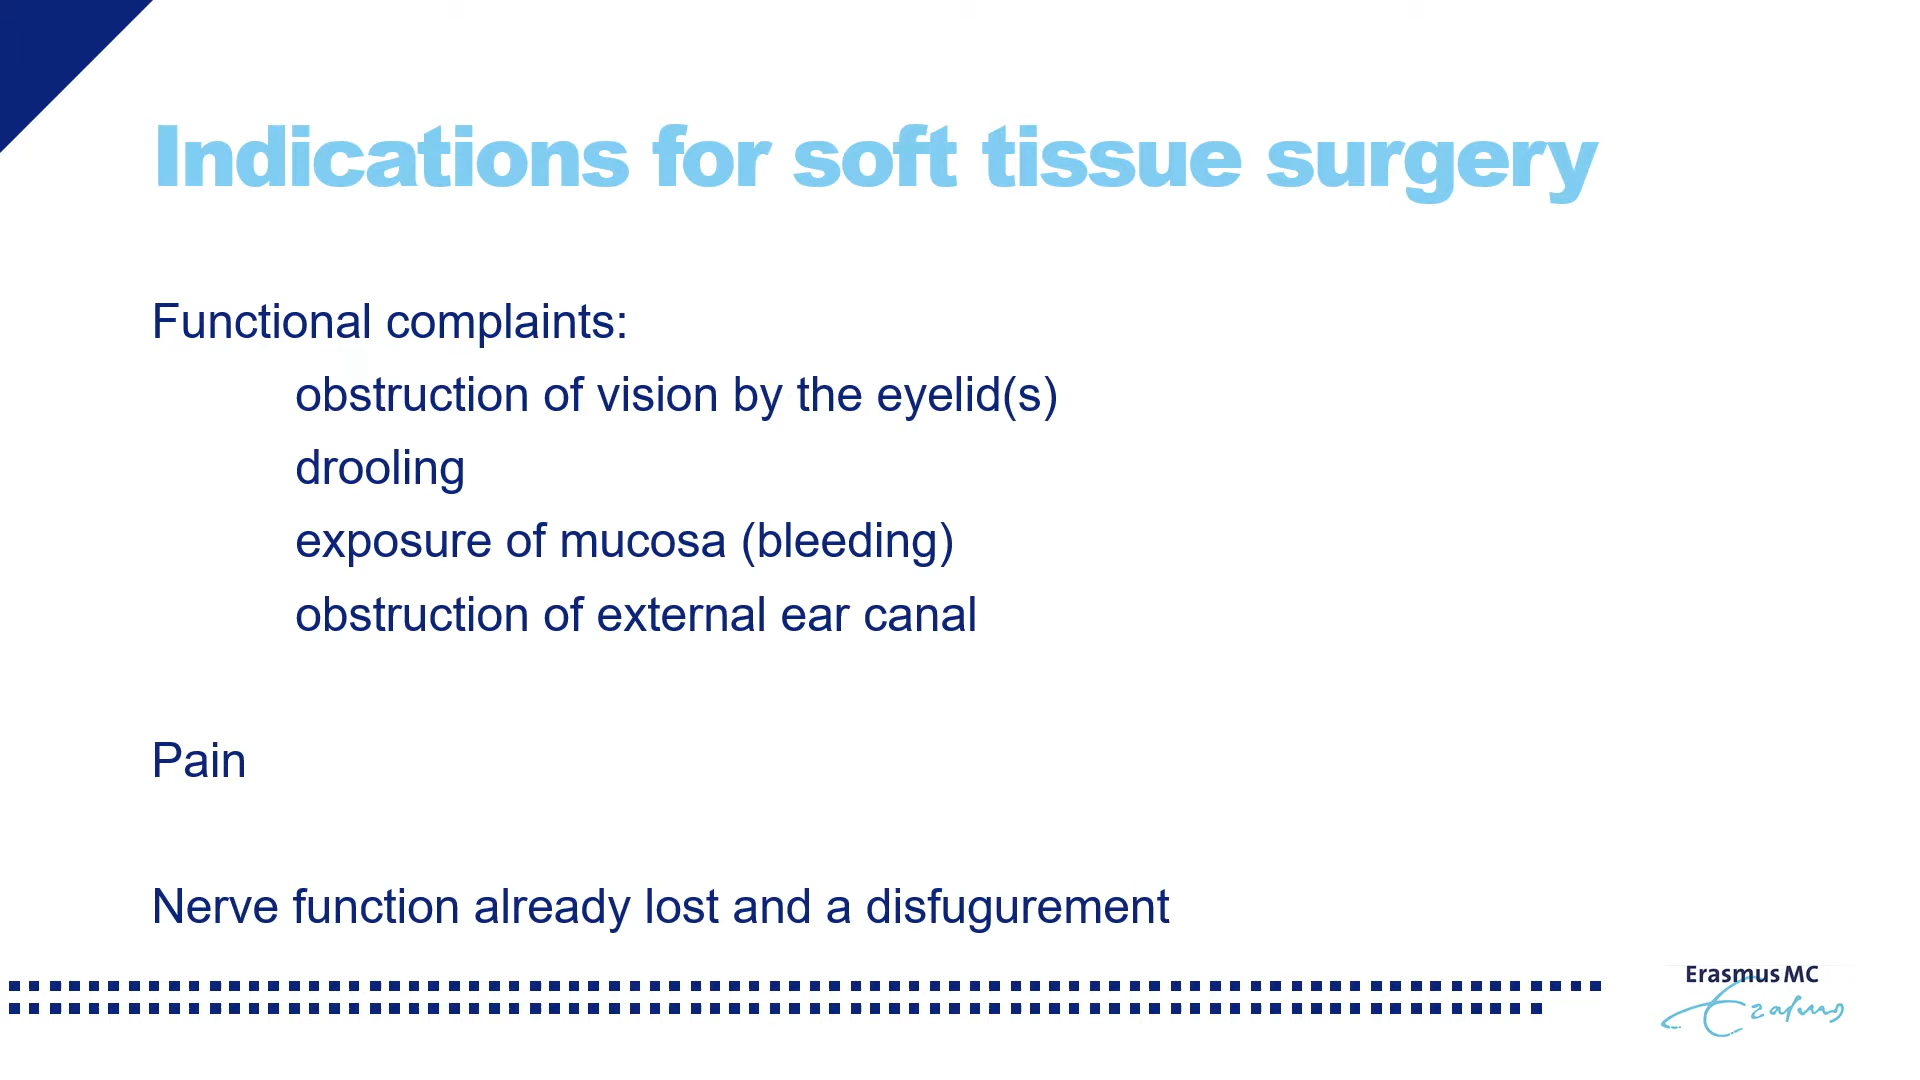 Indications for soft tissue surgery
Functional complaints:
obstruction of vision by the eyelid(s)
drooling
exposure of mucosa (bleeding)
obstruction of external ear canal
Pain
Nerve function already lost and a disfugurement
Erasmus MC
Erasmus